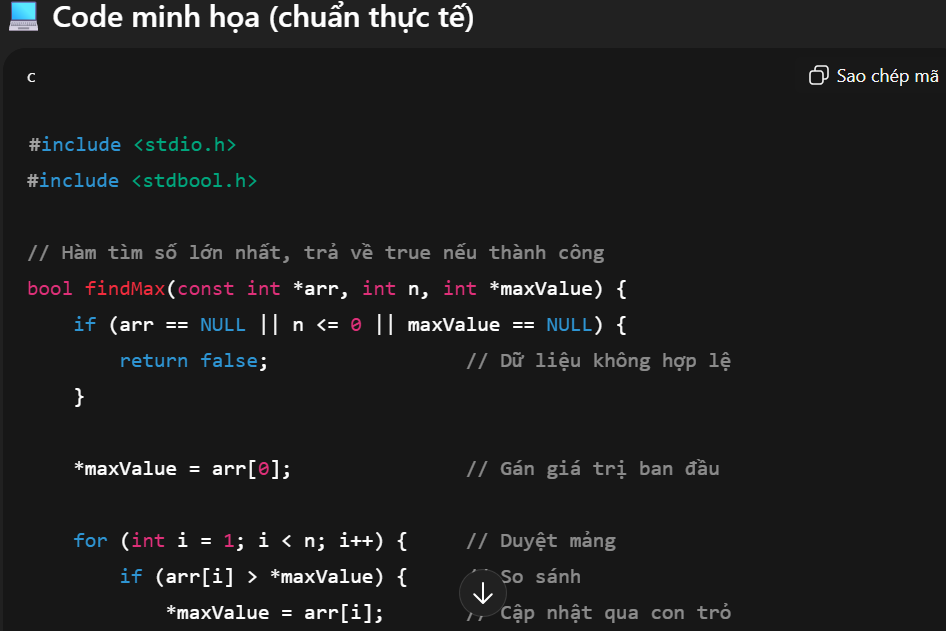 Code minh họa (chuẩn thực tế)
c
Sao chép mã
#include <stdio.h>
#include <stdbool.h>
// Hàm tìm số lớn nhất, trả về true nếu thành công
bool findMax(const int *arr, int n, int *maxValue) {
if (arr == NULL || n <= 0 || maxValue == NULL) {
return false; // Dữ liệu không hợp lệ
}
*maxValue = arr[0]; // Gán giá trị ban đầu
for (int i = 1; i < n; i++) { // Duyệt mảng
if (arr[i] > *maxValue) { // So sánh
*maxValue = arr[i]; // Cập nhật qua con trỏ